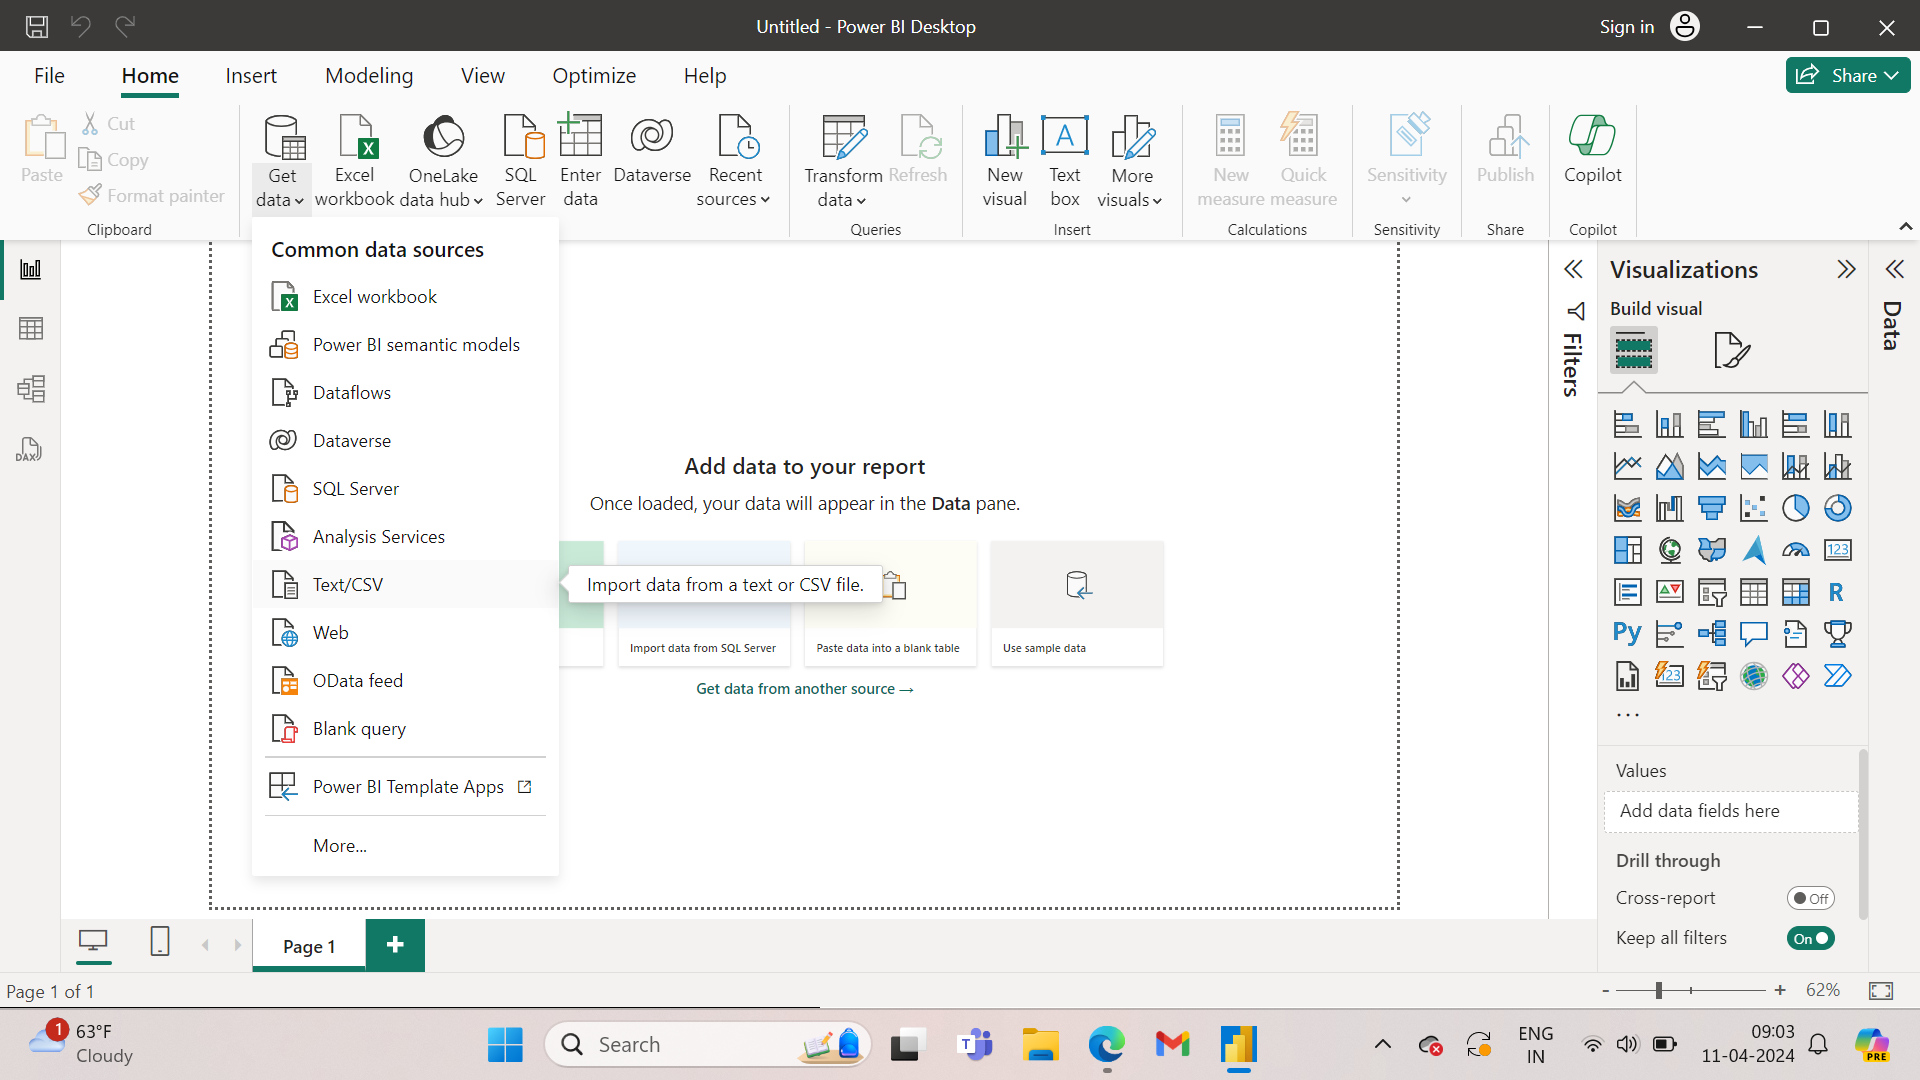 Untitled - Power BI Desktop
Sign in
File
Home
Insert
Modeling
View
Optimize
Help
Share
Paste
Cut
Copy
Format painter
Clipboard
Get
data
Excel
workbook
OneLake
data hub
SQL
Server
Enter
data
Dataverse
Recent
sources
Transform
data
Refresh
Queries
New
visual
Text
box
More
visuals
Insert
New
measure
Quick
measure
Calculations
Sensitivity
Sensitivity
Publish
Share
Copilot
Copilot
Common data sources
Excel workbook
Power BI semantic models
Dataflows
Dataverse
SQL Server
Analysis Services
Text/CSV
Web
OData feed
Blank query
Power BI Template Apps
More...
DAX
Add data to your report
Once loaded, your data will appear in the Data pane.
Import data from a text or CSV file.
Import data from SQL Server
Paste data into a blank table
Use sample data
Get data from another source →
Filters
Visualizations
Build visual
123
R
Py
123
...
Values
Add data fields here
Drill through
Cross-report
Off
Keep all filters
On
Data
Page 1
+
Page 1 of 1
- + 62%
1
63°F
Cloudy
Search
T
ENG
IN
09:03
11-04-2024
PRE